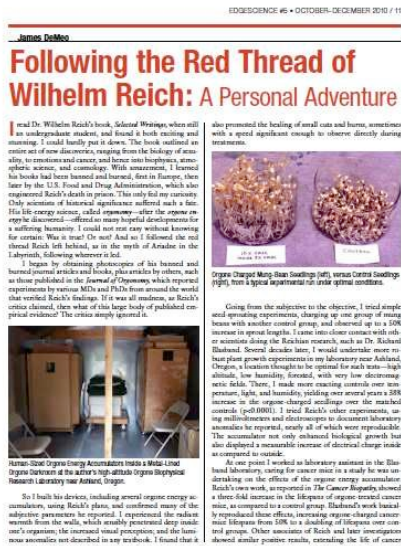 EDGESCIENCE #5 • OCTOBER–DECEMBER 2010 / 11
James DeMeo
Following the Red Thread of
Wilhelm Reich: A Personal Adventure
I read Dr. Wilhelm Reich's book, Selected Writings, when still
an undergraduate student, and found it both exciting and
stunning. I could hardly put it down. The book outlined an
entire set of new discoveries, ranging from the biology of sexu-
ality, to emotions and cancer, and hence into biophysics, atmo-
spheric science, and cosmology. With amazement, I learned
his books had been banned and burned, first in Europe, then
later by the U.S. Food and Drug Administration, which also
engineered Reich's death in prison. This only fed my curiosity.
Only scientists of historical significance suffered such a fate.
His life-energy science, called orgonomy—after the orgone en-
ergy he discovered—offered so many hopeful developments for
a suffering humanity. I could not rest easy without knowing
for certain: Was it true? Or not? And so I followed the red
thread Reich left behind, as in the myth of Ariadne in the
Labyrinth, following wherever it led.
I began by obtaining photocopies of his banned and
burned journal articles and books, plus articles by others, such
as those published in the Journal of Orgonomy, which reported
experiments by various MDs and PhDs from around the world
that verified Reich's findings. If it was all madness, as Reich's
critics claimed, then what of this large body of published em-
pirical evidence? The critics simply ignored it.
Human-Sized Orgone Energy Accumulators inside a Metal-Lined
Orgone Darkroom at the author's high-altitude Orgone Biophysical
Research Laboratory near Ashland, Oregon.
So I built his devices, including several orgone energy ac-
cumulators, using Reich's plans, and confirmed many of the
subjective parameters he reported. I experienced the radiant
warmth from the walls, which sensibly penetrated deep inside
one's organism; the increased visual perception; and the lumi-
nous anomalies not described in any textbook. I found that it
also promoted the healing of small cuts and burns, sometimes
with a speed significant enough to observe directly during
treatments.
Orgone Charged Mung-Bean Seedlings (left), versus Control Seedlings
(right), from a typical experimental run under optimal conditions.
Going from the subjective to the objective, I tried simple
seed-sprouting experiments, charging up one group of mung
beans with another control group, and observed up to a 50%
increase in sprout lengths. I came into closer contact with oth-
er scientists doing the Reichian research, such as Dr. Richard
Blasband. Several decades later, I would undertake more ro-
bust plant growth experiments in my laboratory near Ashland,
Oregon, a location thought to be optimal for such tests—high
altitude, low humidity, forested, with very low electromag-
netic fields. There, I made more exacting controls over tem-
perature, light, and humidity, yielding over several years a 38%
increase in the orgone-charged seedlings over the matched
controls (p<0.0001). I tried Reich's other experiments, us-
ing millivoltmeters and electroscopes to document laboratory
anomalies he reported, nearly all of which were reproducible.
The accumulator not only enhanced biological growth but
also displayed a measurable increase of electrical charge inside
as compared to outside.
At one point I worked as laboratory assistant in the Blas-
band laboratory, caring for cancer mice in a study he was un-
dertaking on the effects of the orgone energy accumulator.
Reich's own work, as reported in The Cancer Biopathy, showed
a three-fold increase in the lifespans of orgone-treated cancer
mice, as compared to a control group. Blasband's work basical-
ly reproduced these effects, increasing orgone-charged cancer-
mice lifespans from 50% to a doubling of lifespans over con-
trol groups. Other associates of Reich and later investigators
showed similar positive results, extending the life of cancer